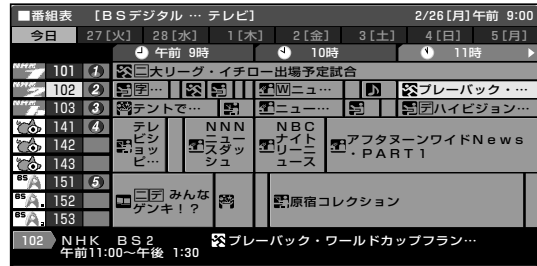 ■番組表 [BSデジタル … テレビ] 2/26[月]午前 9:00
今日 27[火] 28[水] 1[木] 2[金] 3[土] 4[日] 5[月]
午前 9時 10時 11時
101 1 二大リーグ・イチロー出場予定試合
102 2 字… W ニュ… ♪ プレーバック・…
103 3 テントで… ニュー… デハイビジョン…
141 4 テレビショッピ… NNNニュースダッシュ NBCナイトリーニュース アフタヌーンワイドNews・PART1
142
143
151 5 二デ みんなゲンキ!? 原宿コレクション
152
153
102 NHK BS2 プレーバック・ワールドカップフラン…
午前11:00~午後 1:30